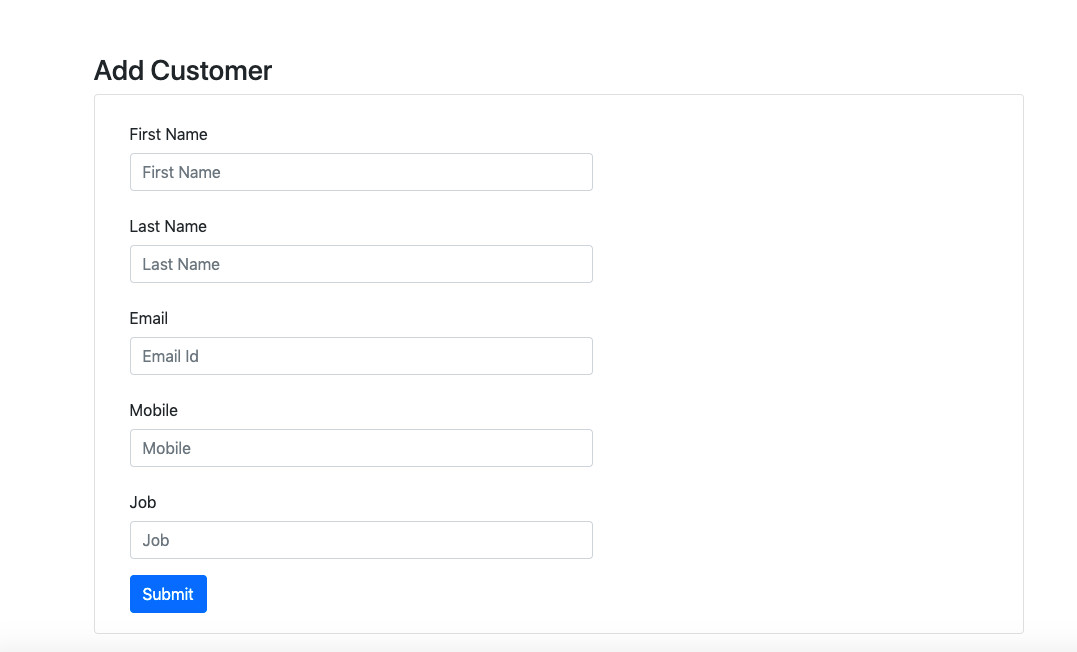 Add Customer
First Name
First Name
Last Name
Last Name
Email
Email Id
Mobile
Mobile
Job
Job
Submit